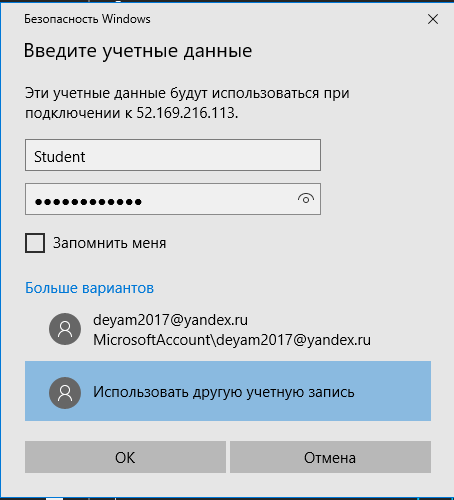 Безопасность Windows
Введите учетные данные
Эти учетные данные будут использоваться при
подключении к 52.169.216.113.
Student
●●●●●●●●●●●●
Запомнить меня
Больше вариантов
deyam2017@yandex.ru
MicrosoftAccount\deyam2017@yandex.ru
Использовать другую учетную запись
OK
Отмена